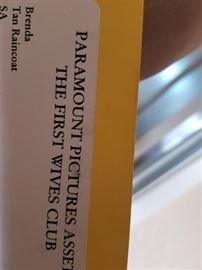 PARAMOUNT PICTURES ASSET
THE FIRST WIVES CLUB
Brenda
Tan Raincoat
SA